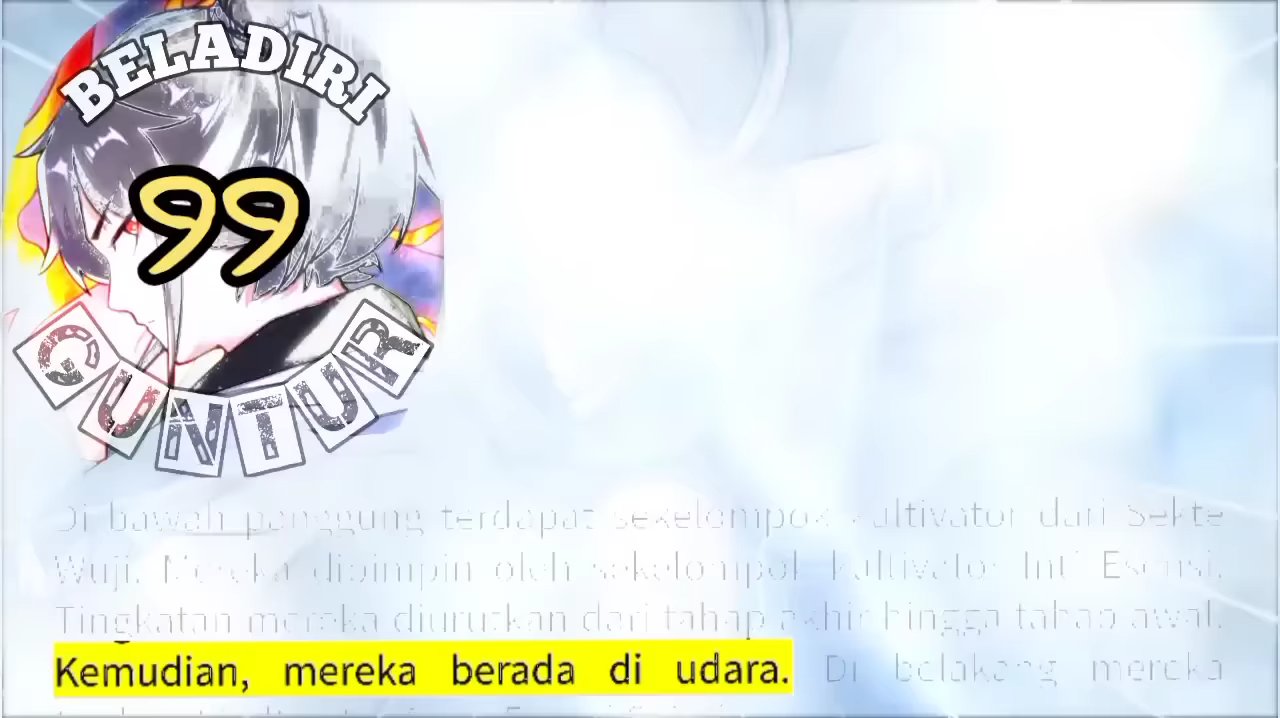 BELADIRI
99
GUNTUR
Di bawah panggung terdapat sekelompok kultivator dari Sekte
Wuji. Mereka dipimpin oleh sekelompok kultivator Inti Esensi.
Tingkatan mereka diurutkan dari tahap akhir hingga tahap awal.
Kemudian, mereka berada di udara. Di belakang mereka